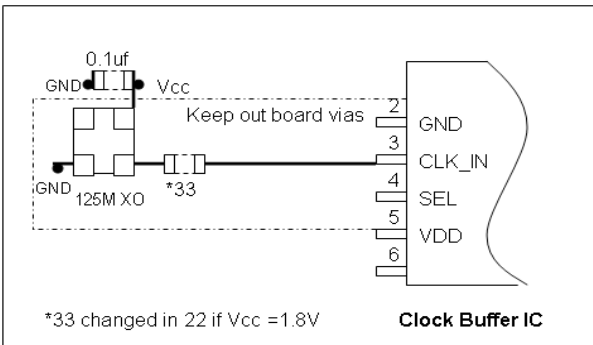 0.1uf
GND Vcc
Keep out board vias
2
GND
3
CLK_IN
*33
4
SEL
GND
125M XO
5
VDD
6
*33 changed in 22 if Vcc =1.8V
Clock Buffer IC